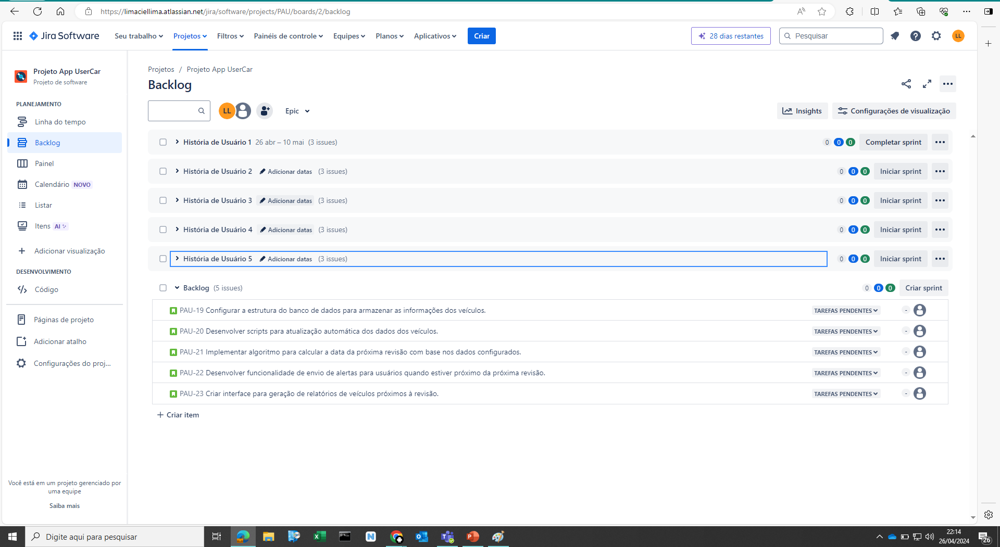 https://limaciellima.atlassian.net/jira/software/projects/PAU/boards/2/backlog
Jira Software
Seu trabalho
Projetos
Filtros
Painéis de controle
Equipes
Planos
Aplicativos
Criar
28 dias restantes
Pesquisar
LL
Projeto App UserCar
Projeto de software
PLANEJAMENTO
Linha do tempo
Backlog
Painel
Calendário NOVO
Listar
Itens AI
Adicionar visualização
DESENVOLVIMENTO
Código
Páginas de projeto
Adicionar atalho
Configurações do proj...
Você está em um projeto gerenciado por
uma equipe
Saiba mais
Projetos / Projeto App UserCar
Backlog
LL
Epic
Insights
Configurações de visualização
História de Usuário 1 26 abr – 10 mai (3 issues) 0 0 0 Completar sprint
História de Usuário 2 Adicionar datas (3 issues) 0 0 0 Iniciar sprint
História de Usuário 3 Adicionar datas (3 issues) 0 0 0 Iniciar sprint
História de Usuário 4 Adicionar datas (3 issues) 0 0 0 Iniciar sprint
História de Usuário 5 Adicionar datas (3 issues) 0 0 0 Iniciar sprint
Backlog (5 issues) 0 0 0 Criar sprint
PAU-19 Configurar a estrutura do banco de dados para armazenar as informações dos veículos. TAREFAS PENDENTES -
PAU-20 Desenvolver scripts para atualização automática dos dados dos veículos. TAREFAS PENDENTES -
PAU-21 Implementar algoritmo para calcular a data da próxima revisão com base nos dados configurados. TAREFAS PENDENTES -
PAU-22 Desenvolver funcionalidade de envio de alertas para usuários quando estiver próximo da próxima revisão. TAREFAS PENDENTES -
PAU-23 Criar interface para geração de relatórios de veículos próximos à revisão. TAREFAS PENDENTES -
+ Criar item
Digite aqui para pesquisar
22:14
26/04/2024
26